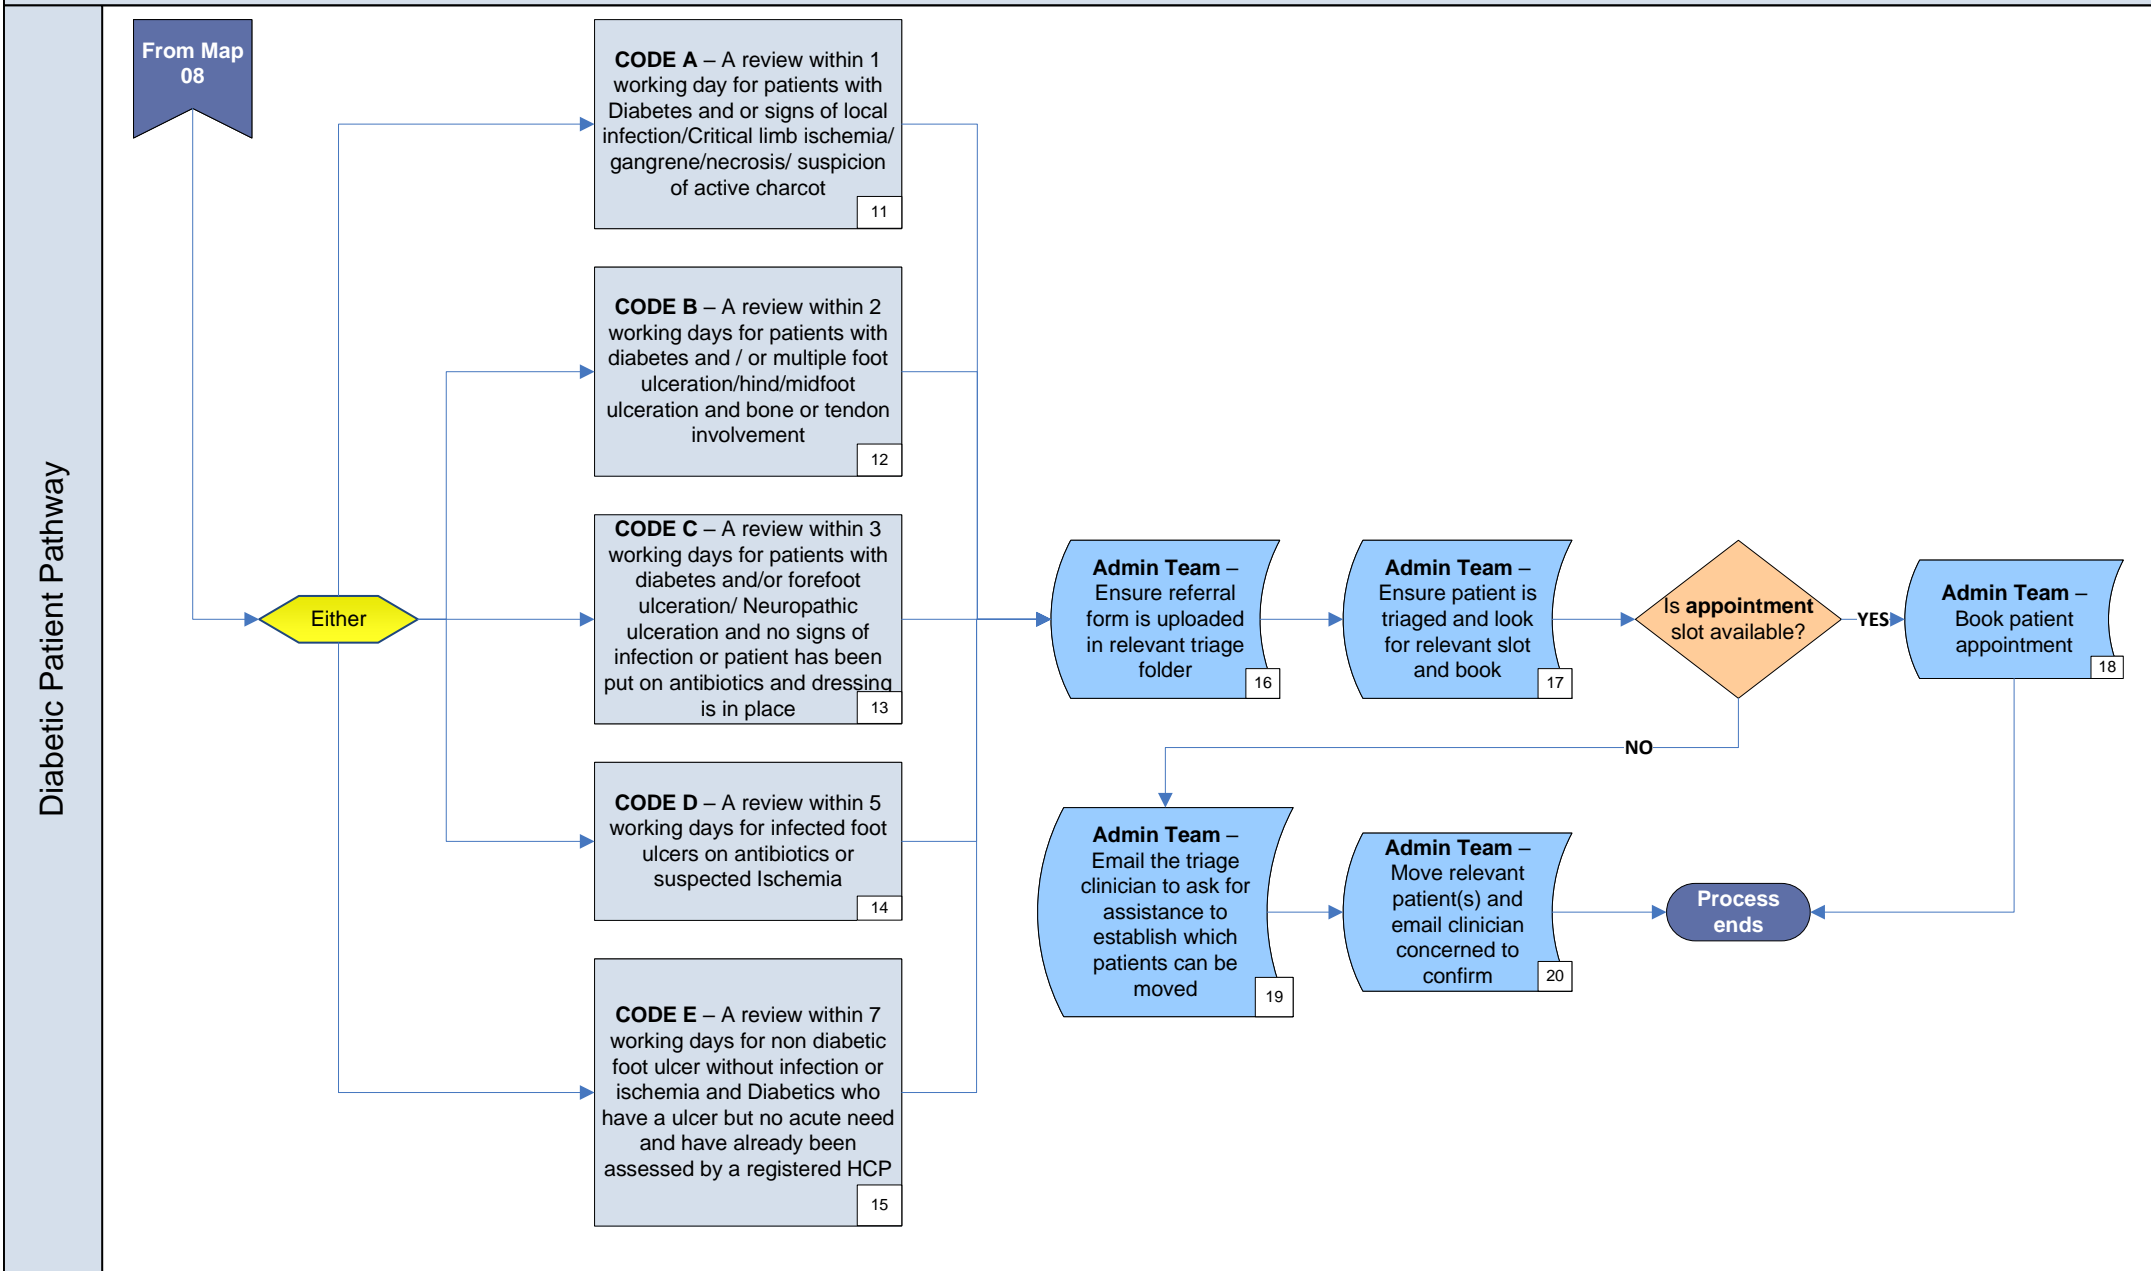 Diabetic Patient Pathway
From Map
08
Either
CODE A – A review within 1
working day for patients with
Diabetes and or signs of local
infection/Critical limb ischemia/
gangrene/necrosis/ suspicion
of active charcot
11
CODE B – A review within 2
working days for patients with
diabetes and / or multiple foot
ulceration/hind/midfoot
ulceration and bone or tendon
involvement
12
CODE C – A review within 3
working days for patients with
diabetes and/or forefoot
ulceration/ Neuropathic
ulceration and no signs of
infection or patient has been
put on antibiotics and dressing
is in place
13
CODE D – A review within 5
working days for infected foot
ulcers on antibiotics or
suspected Ischemia
14
CODE E – A review within 7
working days for non diabetic
foot ulcer without infection or
ischemia and Diabetics who
have a ulcer but no acute need
and have already been
assessed by a registered HCP
15
Admin Team –
Ensure referral
form is uploaded
in relevant triage
folder
16
Admin Team –
Ensure patient is
triaged and look
for relevant slot
and book
17
Is appointment
slot available?
YES
Admin Team –
Book patient
appointment
18
NO
Admin Team –
Email the triage
clinician to ask for
assistance to
establish which
patients can be
moved
19
Admin Team –
Move relevant
patient(s) and
email clinician
concerned to
confirm
20
Process
ends